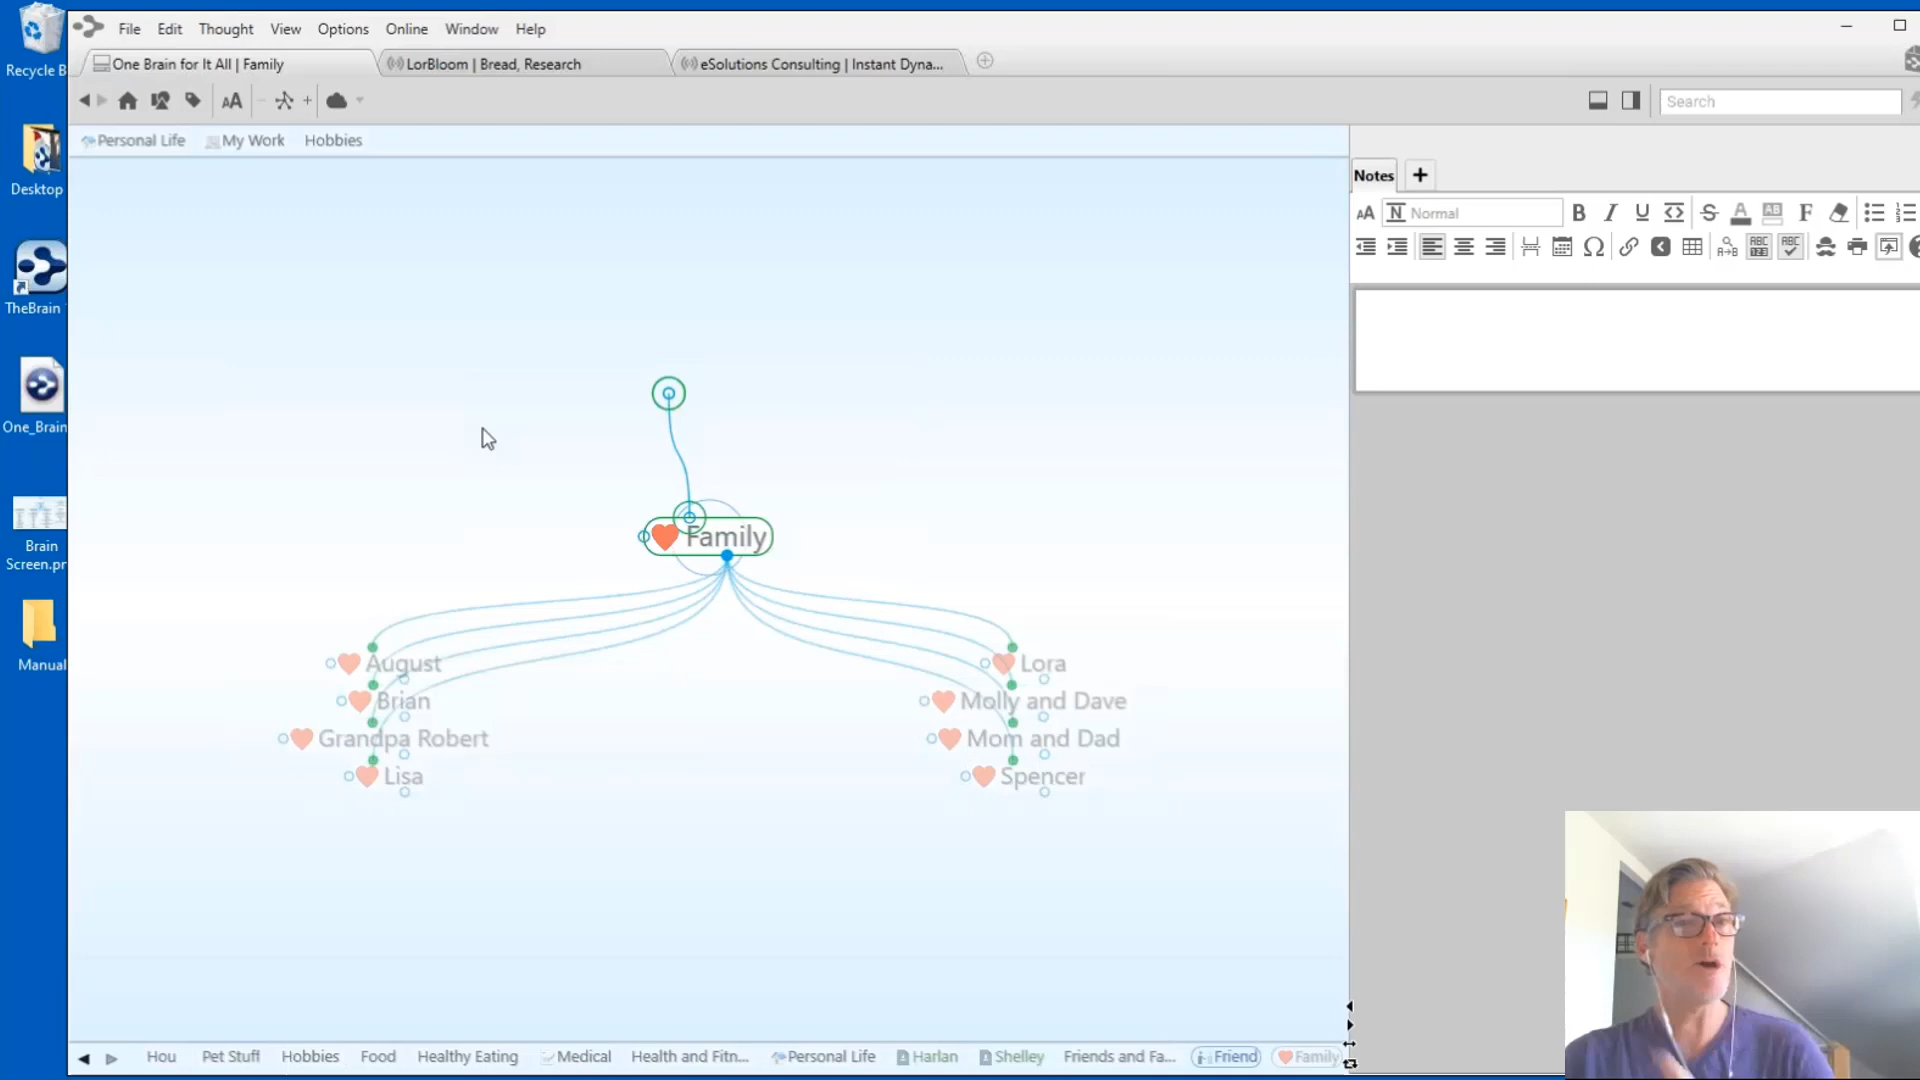 Recycle B
Desktop
TheBrain
One_Brain
Brain
Screen.pr
Manual
File Edit Thought View Options Online Window Help
One Brain for It All | Family
LorBloom | Bread, Research
eSolutions Consulting | Instant Dyna...
AA
Search
Personal Life My Work Hobbies
Notes
AA N Normal B I U S A AB F
Family
August
Brian
Grandpa Robert
Lisa
Lora
Molly and Dave
Mom and Dad
Spencer
Hou Pet Stuff Hobbies Food Healthy Eating Medical Health and Fitn... Personal Life Harlan Shelley Friends and Fa... Friend Family